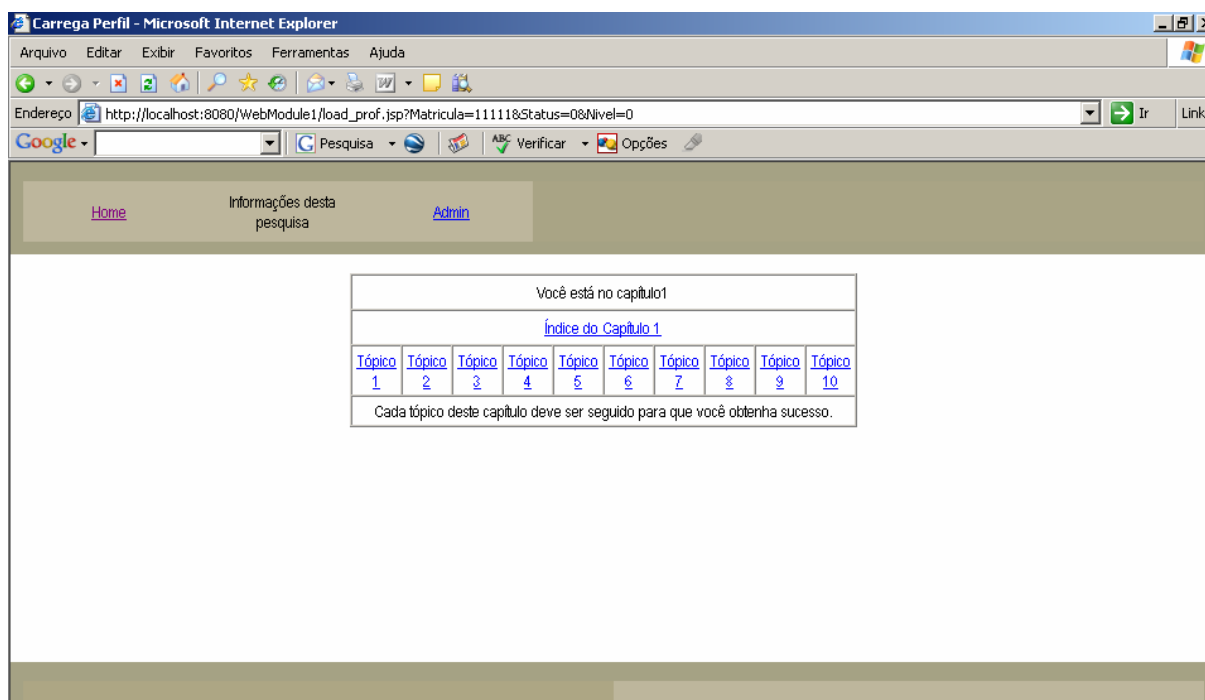 Carrega Perfil - Microsoft Internet Explorer
Arquivo Editar Exibir Favoritos Ferramentas Ajuda
Endereço http://localhost:8080/WebModule1/load_prof.jsp?Matricula=11111&Status=0&Nivel=0 Ir Link
Google Pesquisa ABC Verificar Opções
Home Informações desta pesquisa Admin
Você está no capítulo1
Índice do Capítulo 1
Tópico 1 Tópico 2 Tópico 3 Tópico 4 Tópico 5 Tópico 6 Tópico 7 Tópico 8 Tópico 9 Tópico 10
Cada tópico deste capítulo deve ser seguido para que você obtenha sucesso.